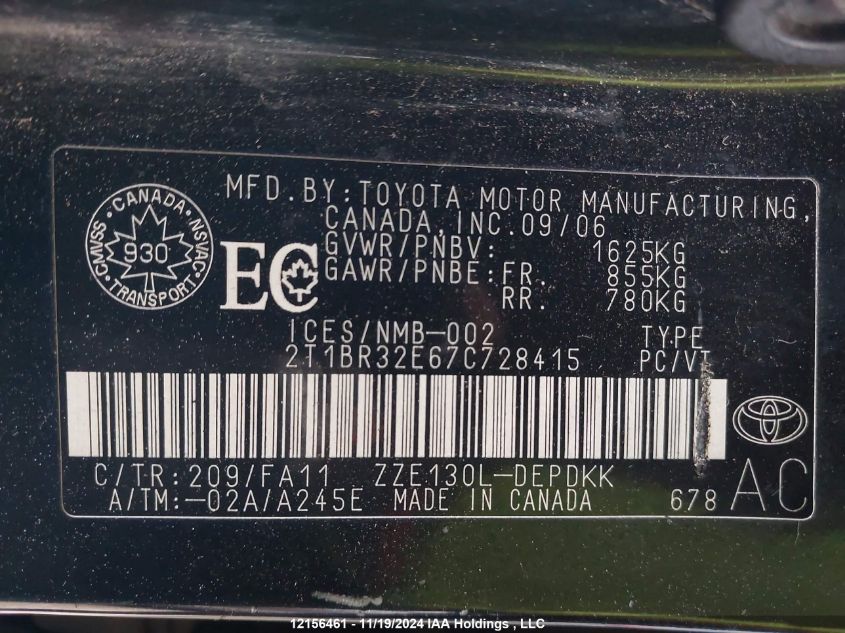 MFD.BY:TOYOTA MOTOR MANUFACTURING,
CANADA,INC.09/06
GVWR/PNBV: 1625KG
GAWR/PNBE:FR. 855KG
RR. 780KG
CANADA NSVAC TRANSPORT CMVSS
930
EC
ICES/NMB-002 TYPE
2T1BR32E67C728415 PC/VT
C/TR:209/FA11 ZZE130L-DEPDKK
A/TM:-02A/A245E MADE IN CANADA 678 AC
12156461 - 11/19/2024 IAA Holdings , LLC